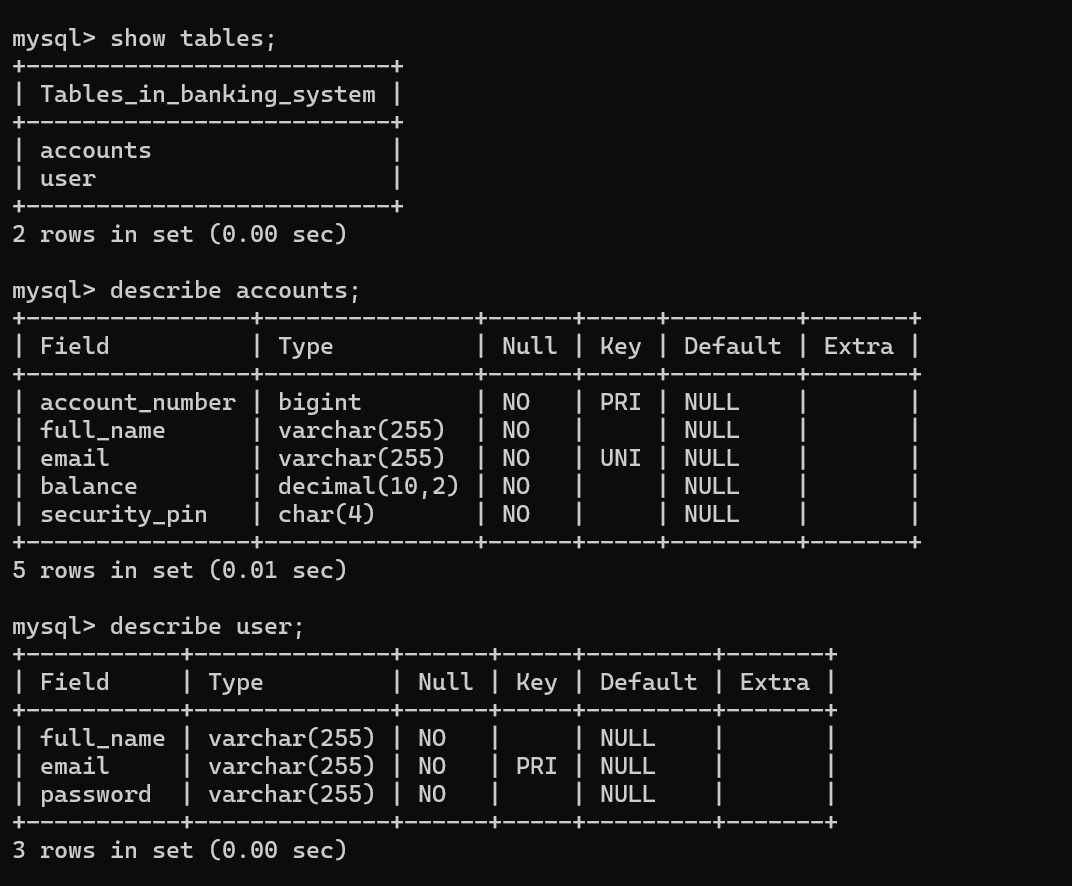 mysql> show tables;
+--------------------------+
| Tables_in_banking_system |
+--------------------------+
| accounts                 |
| user                     |
+--------------------------+
2 rows in set (0.00 sec)

mysql> describe accounts;
+----------------+---------------+------+-----+---------+-------+
| Field          | Type          | Null | Key | Default | Extra |
+----------------+---------------+------+-----+---------+-------+
| account_number | bigint        | NO   | PRI | NULL    |       |
| full_name      | varchar(255)  | NO   |     | NULL    |       |
| email          | varchar(255)  | NO   | UNI | NULL    |       |
| balance        | decimal(10,2) | NO   |     | NULL    |       |
| security_pin   | char(4)       | NO   |     | NULL    |       |
+----------------+---------------+------+-----+---------+-------+
5 rows in set (0.01 sec)

mysql> describe user;
+-----------+--------------+------+-----+---------+-------+
| Field     | Type         | Null | Key | Default | Extra |
+-----------+--------------+------+-----+---------+-------+
| full_name | varchar(255) | NO   |     | NULL    |       |
| email     | varchar(255) | NO   | PRI | NULL    |       |
| password  | varchar(255) | NO   |     | NULL    |       |
+-----------+--------------+------+-----+---------+-------+
3 rows in set (0.00 sec)